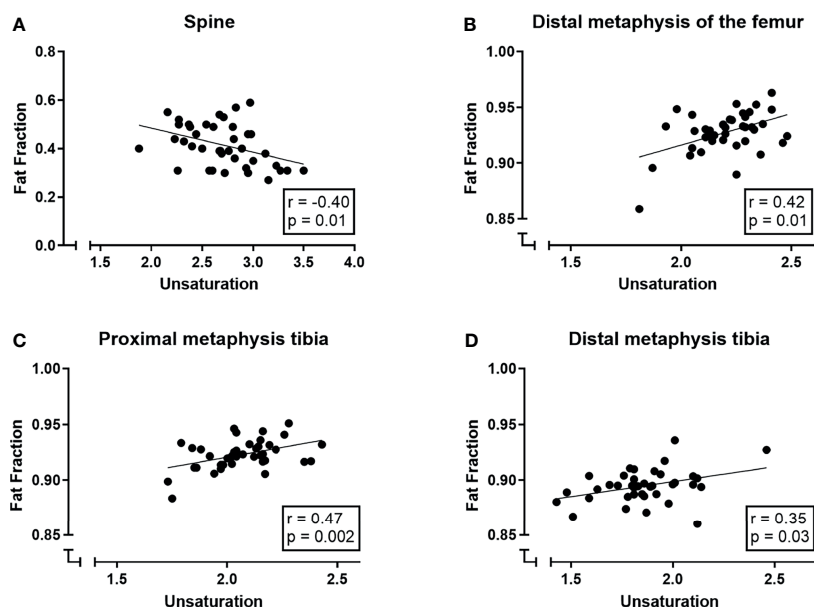 A
Spine
Fat Fraction
0.8
0.6
0.4
0.2
0.0
r = -0.40
p = 0.01
1.5 2.0 2.5 3.0 3.5 4.0
Unsaturation
B
Distal metaphysis of the femur
Fat Fraction
1.00
0.95
0.90
0.85
r = 0.42
p = 0.01
1.5 2.0 2.5
Unsaturation
C
Proximal metaphysis tibia
Fat Fraction
1.00
0.95
0.90
0.85
r = 0.47
p = 0.002
1.5 2.0 2.5
Unsaturation
D
Distal metaphysis tibia
Fat Fraction
1.00
0.95
0.90
0.85
r = 0.35
p = 0.03
1.5 2.0 2.5
Unsaturation